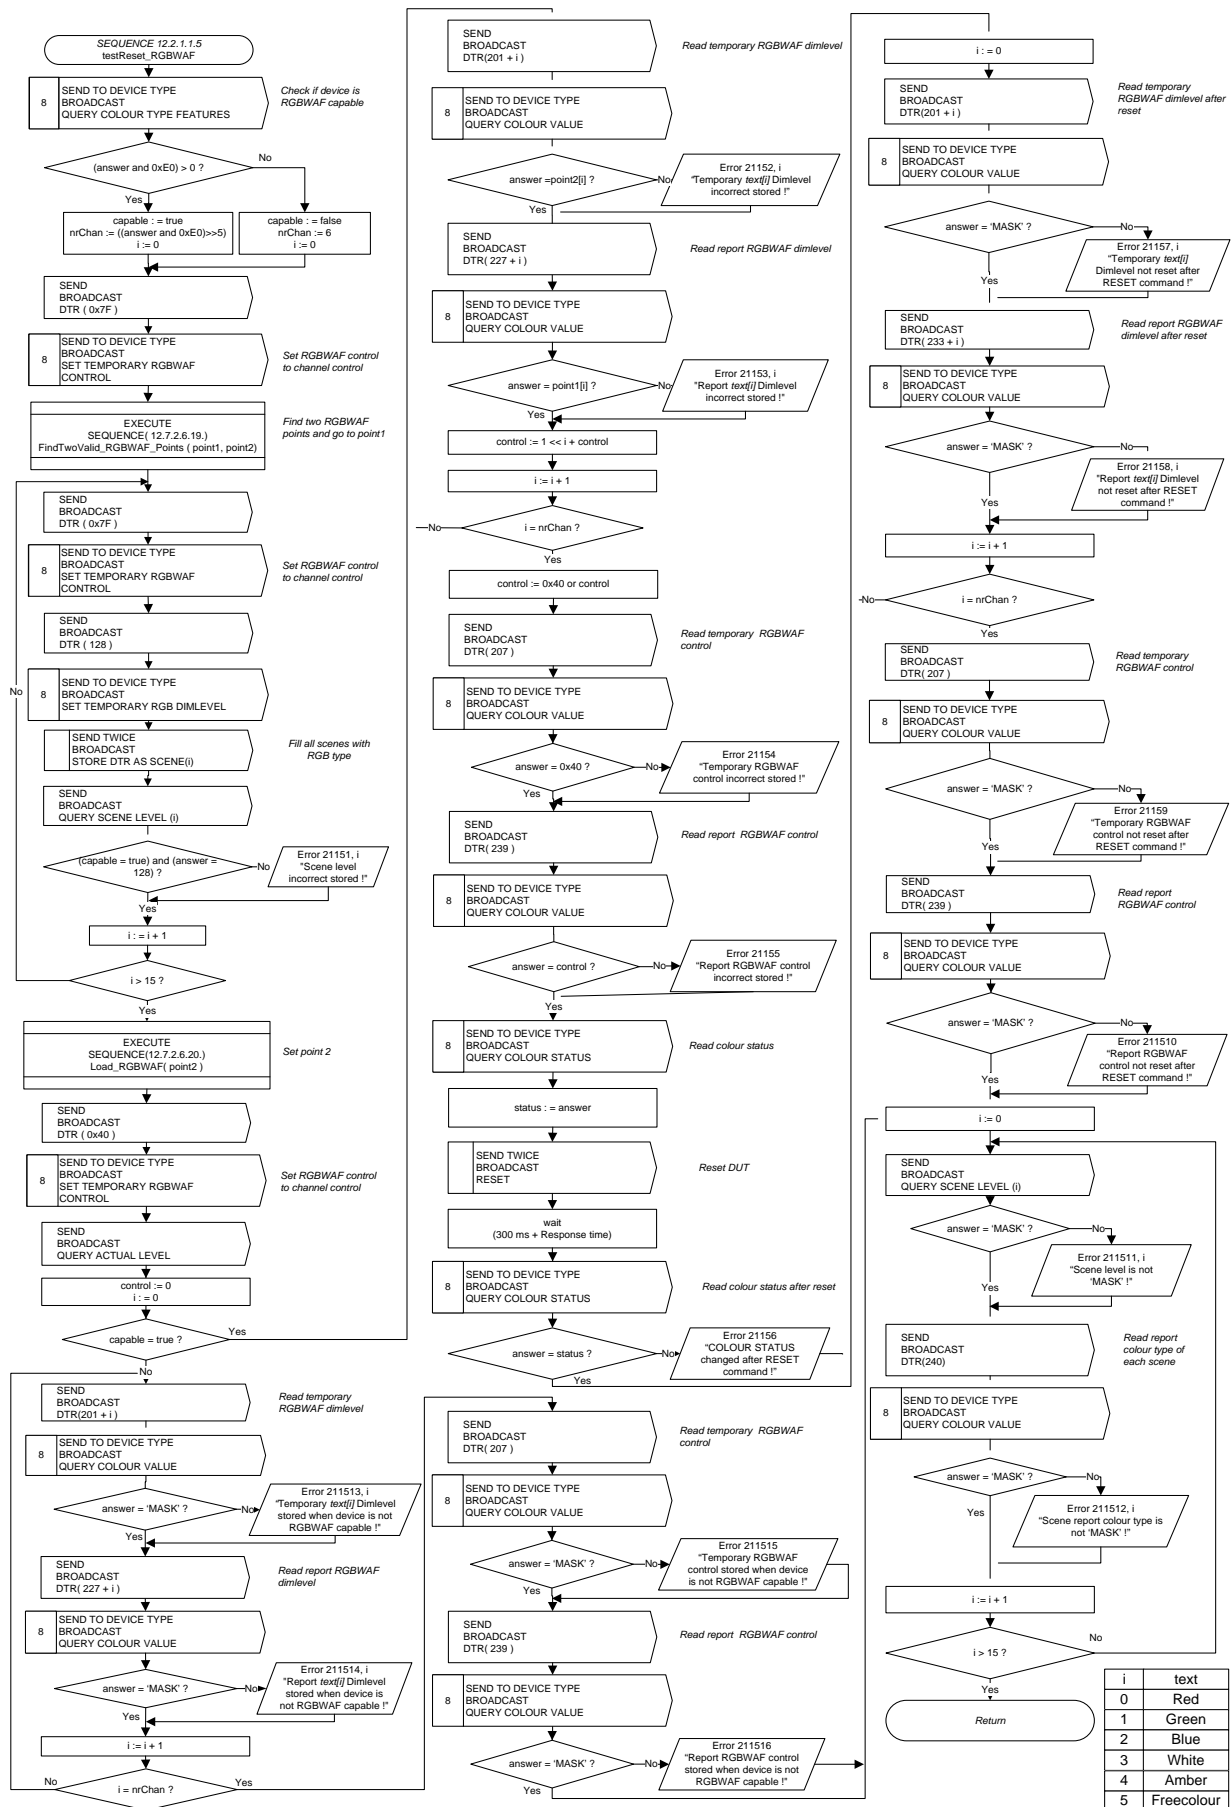 SEQUENCE 12.2.1.1.5
testReset_RGBWAF
8
SEND TO DEVICE TYPE
BROADCAST
QUERY COLOUR TYPE FEATURES
Check if device is
RGBWAF capable
(answer and 0xE0) > 0 ?
No
Yes
capable : = true
nrChan := ((answer and 0xE0)>>5)
i := 0
capable : = false
nrChan := 6
i := 0
SEND
BROADCAST
DTR ( 0x7F )
8
SEND TO DEVICE TYPE
BROADCAST
SET TEMPORARY RGBWAF
CONTROL
Set RGBWAF control
to channel control
EXECUTE
SEQUENCE( 12.7.2.6.19.)
FindTwoValid_RGBWAF_Points ( point1, point2)
Find two RGBWAF
points and go to point1
SEND
BROADCAST
DTR ( 0x7F )
8
SEND TO DEVICE TYPE
BROADCAST
SET TEMPORARY RGBWAF
CONTROL
Set RGBWAF control
to channel control
SEND
BROADCAST
DTR ( 128 )
No
8
SEND TO DEVICE TYPE
BROADCAST
SET TEMPORARY RGB DIMLEVEL
SEND TWICE
BROADCAST
STORE DTR AS SCENE(i)
Fill all scenes with
RGB type
SEND
BROADCAST
QUERY SCENE LEVEL (i)
(capable = true) and (answer =
128) ?
No
Error 21151, i
"Scene level
incorrect stored !"
Yes
i : = i + 1
i > 15 ?
Yes
EXECUTE
SEQUENCE(12.7.2.6.20.)
Load_RGBWAF( point2 )
Set point 2
SEND
BROADCAST
DTR ( 0x40 )
8
SEND TO DEVICE TYPE
BROADCAST
SET TEMPORARY RGBWAF
CONTROL
Set RGBWAF control
to channel control
SEND
BROADCAST
QUERY ACTUAL LEVEL
control := 0
i := 0
capable = true ?
Yes
No
SEND
BROADCAST
DTR(201 + i )
Read temporary
RGBWAF dimlevel
8
SEND TO DEVICE TYPE
BROADCAST
QUERY COLOUR VALUE
answer = 'MASK' ?
No
Error 211513, i
"Temporary text[i] Dimlevel
stored when device is not
RGBWAF capable !"
Yes
SEND
BROADCAST
DTR( 227 + i )
Read report RGBWAF
dimlevel
8
SEND TO DEVICE TYPE
BROADCAST
QUERY COLOUR VALUE
answer = 'MASK' ?
No
Error 211514, i
"Report text[i] Dimlevel
stored when device is
not RGBWAF capable !"
Yes
i := i + 1
No
i = nrChan ?
Yes
SEND
BROADCAST
DTR(201 + i )
Read temporary RGBWAF dimlevel
8
SEND TO DEVICE TYPE
BROADCAST
QUERY COLOUR VALUE
answer =point2[i] ?
No
Error 21152, i
"Temporary text[i] Dimlevel
incorrect stored !"
Yes
SEND
BROADCAST
DTR( 227 + i )
Read report RGBWAF dimlevel
8
SEND TO DEVICE TYPE
BROADCAST
QUERY COLOUR VALUE
answer = point1[i] ?
No
Error 21153, i
"Report text[i] Dimlevel
incorrect stored !"
Yes
control := 1 << i + control
i := i + 1
No
i = nrChan ?
Yes
control := 0x40 or control
SEND
BROADCAST
DTR( 207 )
Read temporary RGBWAF
control
8
SEND TO DEVICE TYPE
BROADCAST
QUERY COLOUR VALUE
answer = 0x40 ?
No
Error 21154
"Temporary RGBWAF
control incorrect stored !"
Yes
SEND
BROADCAST
DTR( 239 )
Read report RGBWAF control
8
SEND TO DEVICE TYPE
BROADCAST
QUERY COLOUR VALUE
answer = control ?
No
Error 21155
"Report RGBWAF control
incorrect stored !"
Yes
8
SEND TO DEVICE TYPE
BROADCAST
QUERY COLOUR STATUS
Read colour status
status : = answer
SEND TWICE
BROADCAST
RESET
Reset DUT
wait
(300 ms + Response time)
8
SEND TO DEVICE TYPE
BROADCAST
QUERY COLOUR STATUS
Read colour status after reset
answer = status ?
No
Error 21156
"COLOUR STATUS
changed after RESET
command !"
Yes
SEND
BROADCAST
DTR( 207 )
Read temporary RGBWAF
control
8
SEND TO DEVICE TYPE
BROADCAST
QUERY COLOUR VALUE
answer = 'MASK' ?
No
Error 211515
"Temporary RGBWAF
control stored when device
is not RGBWAF capable !"
Yes
SEND
BROADCAST
DTR( 239 )
Read report RGBWAF control
8
SEND TO DEVICE TYPE
BROADCAST
QUERY COLOUR VALUE
answer = 'MASK' ?
No
Error 211516
"Report RGBWAF control
stored when device is not
RGBWAF capable !"
Yes
i : = 0
SEND
BROADCAST
DTR(201 + i )
Read temporary
RGBWAF dimlevel after
reset
8
SEND TO DEVICE TYPE
BROADCAST
QUERY COLOUR VALUE
answer = 'MASK' ?
No
Error 21157, i
"Temporary text[i]
Dimlevel not reset after
RESET command !"
Yes
SEND
BROADCAST
DTR( 233 + i )
Read report RGBWAF
dimlevel after reset
8
SEND TO DEVICE TYPE
BROADCAST
QUERY COLOUR VALUE
answer = 'MASK' ?
No
Error 21158, i
"Report text[i] Dimlevel
not reset after RESET
command !"
Yes
i := i + 1
No
i = nrChan ?
Yes
SEND
BROADCAST
DTR( 207 )
Read temporary
RGBWAF control
8
SEND TO DEVICE TYPE
BROADCAST
QUERY COLOUR VALUE
answer = 'MASK' ?
No
Error 21159
"Temporary RGBWAF
control not reset after
RESET command !"
Yes
SEND
BROADCAST
DTR( 239 )
Read report
RGBWAF control
8
SEND TO DEVICE TYPE
BROADCAST
QUERY COLOUR VALUE
answer = 'MASK' ?
No
Error 211510
"Report RGBWAF
control not reset after
RESET command !"
Yes
i := 0
SEND
BROADCAST
QUERY SCENE LEVEL (i)
answer = 'MASK' ?
No
Error 211511, i
"Scene level is not
'MASK' !"
Yes
SEND
BROADCAST
DTR(240)
Read report
colour type of
each scene
8
SEND TO DEVICE TYPE
BROADCAST
QUERY COLOUR VALUE
answer = 'MASK' ?
No
Error 211512, i
"Scene report colour type is
not 'MASK' !"
Yes
i := i + 1
i > 15 ?
No
Yes
Return
i text
0 Red
1 Green
2 Blue
3 White
4 Amber
5 Freecolour